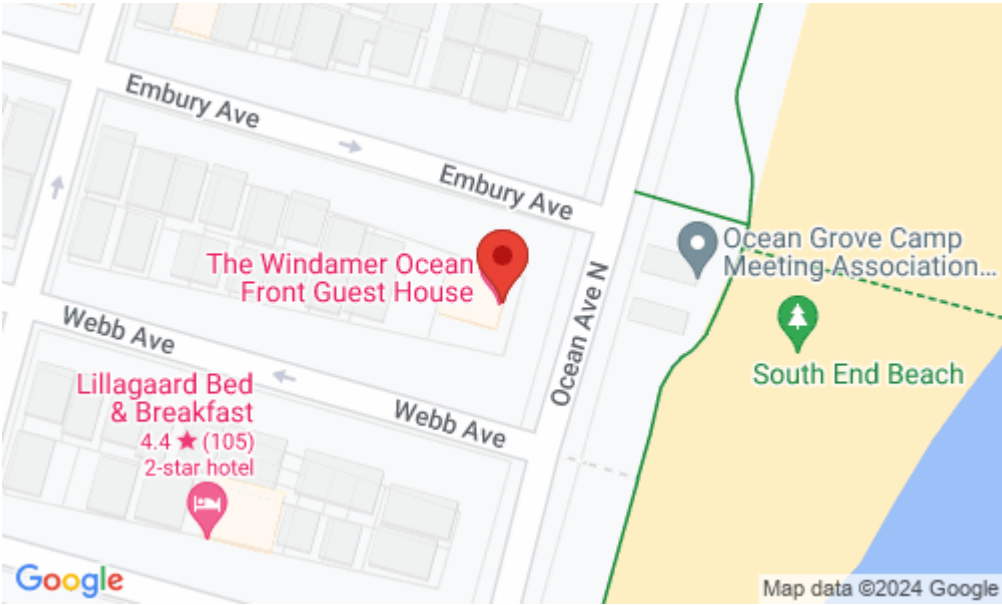 Embury Ave
Embury Ave
The Windamer Ocean
Front Guest House
Ocean Grove Camp
Meeting Association...
Ocean Ave N
South End Beach
Webb Ave
Webb Ave
Lillagaard Bed
& Breakfast
4.4 ★ (105)
2-star hotel
Google
Map data ©2024 Google